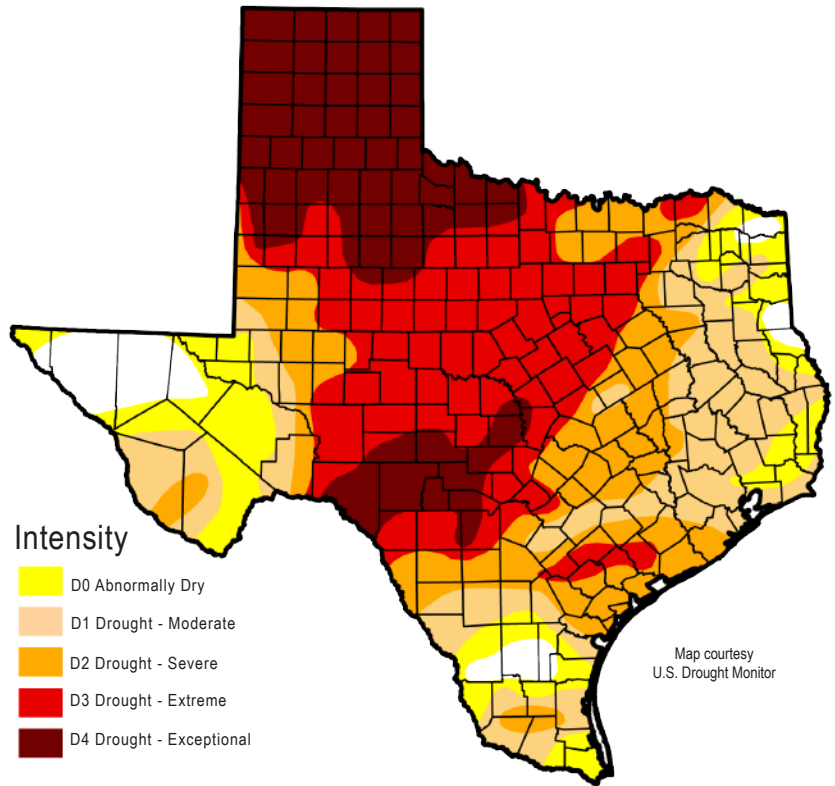 Intensity
D0 Abnormally Dry
D1 Drought - Moderate
D2 Drought - Severe
D3 Drought - Extreme
D4 Drought - Exceptional
Map courtesy
U.S. Drought Monitor